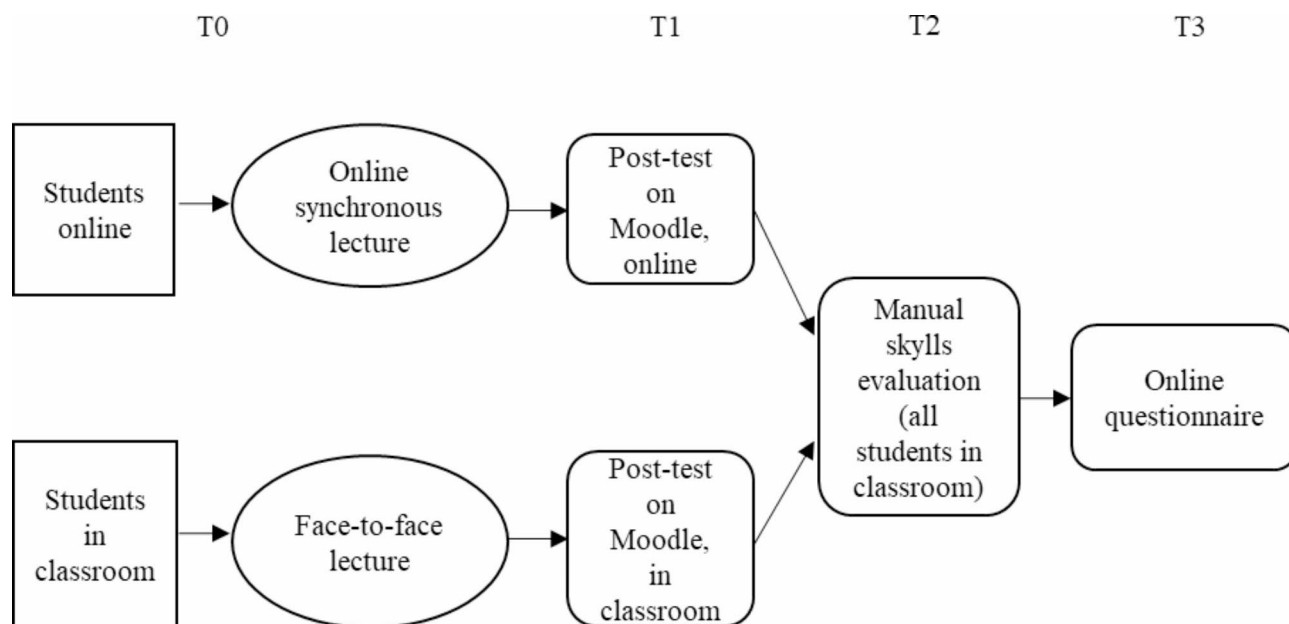 T0
T1
T2
T3
Students
online
Online
synchronous
lecture
Post-test
on
Moodle,
online
Manual
skylls
evaluation
(all
students in
classroom)
Online
questionnaire
Students
in
classroom
Face-to-face
lecture
Post-test on
Moodle,
in
classroom